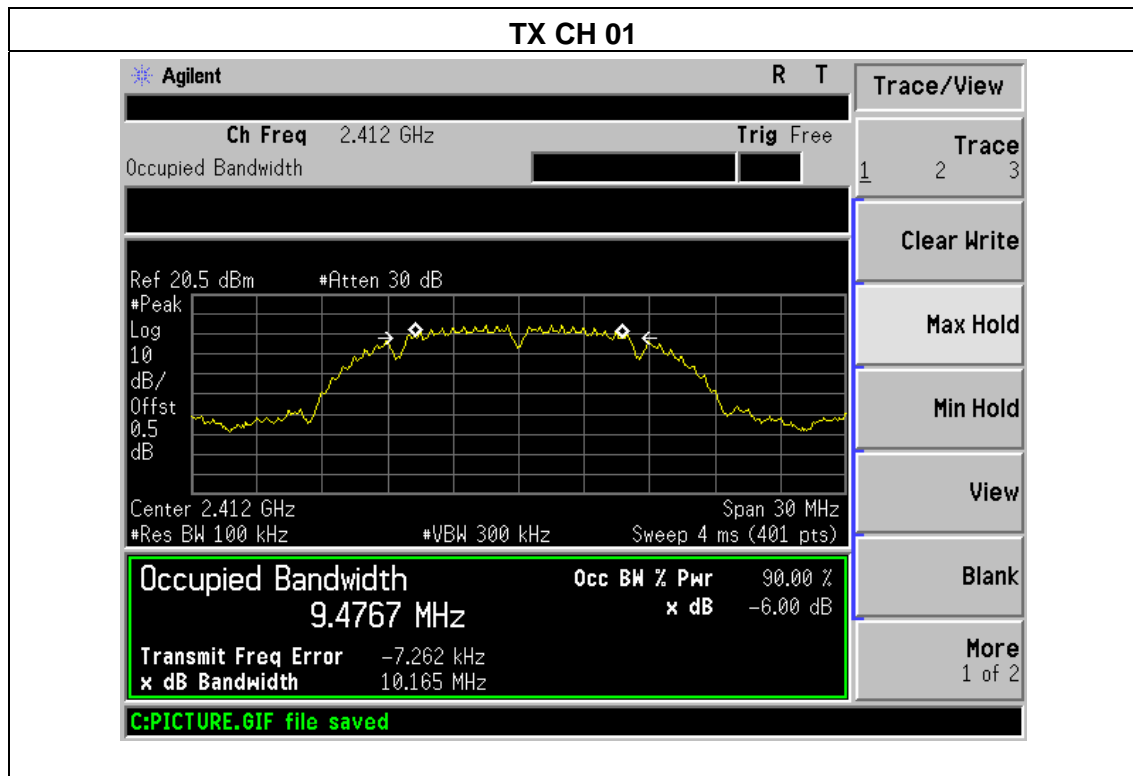 TX CH 01
Agilent R T
Ch Freq 2.412 GHz Trig Free
Occupied Bandwidth
Ref 20.5 dBm #Atten 30 dB
#Peak
Log
10
dB/
Offst
0.5
dB
Center 2.412 GHz Span 30 MHz
#Res BW 100 kHz #VBW 300 kHz Sweep 4 ms (401 pts)
Occupied Bandwidth Occ BW % Pwr 90.00 %
9.4767 MHz x dB -6.00 dB
Transmit Freq Error -7.262 kHz
x dB Bandwidth 10.165 MHz
C:PICTURE.GIF file saved
Trace/View
Trace
1 2 3
Clear Write
Max Hold
Min Hold
View
Blank
More
1 of 2